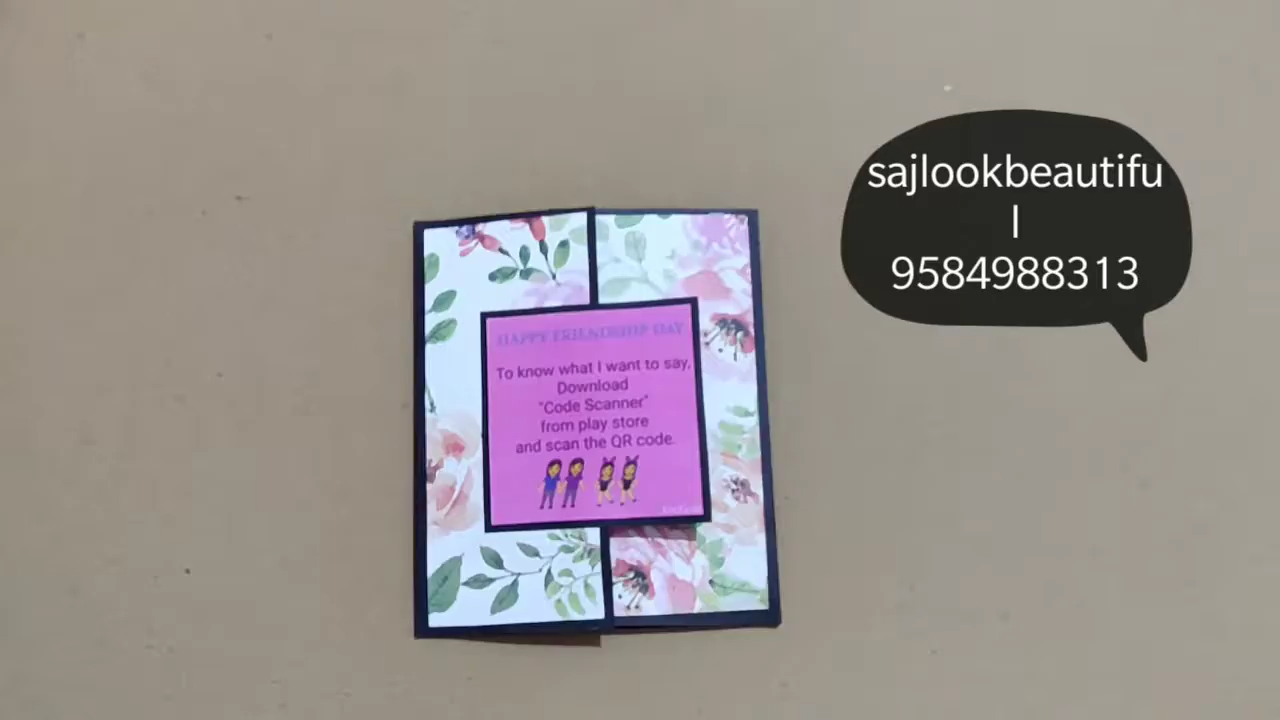 sajlookbeautifu
l
9584988313
HAPPY FRIENDSHIP DAY
To know what I want to say,
Download
"Code Scanner"
from play store
and scan the QR code.